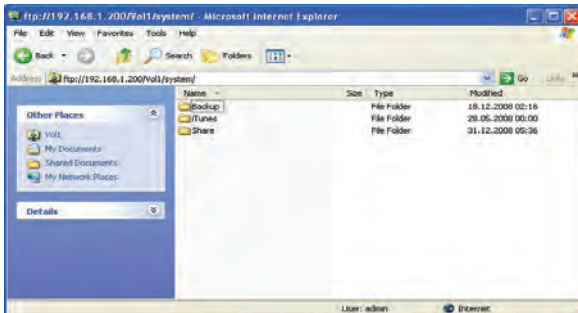 ftp://192.168.1.200/Vol1/system/ - Microsoft Internet Explorer
File Edit View Favorites Tools Help
Back Search Folders
Address ftp://192.168.1.200/Vol1/system/ Go Links »
Name Size Type Modified
Backup File Folder 18.12.2008 02:16
iTunes File Folder 28.05.2008 00:00
Share File Folder 31.12.2008 05:36
Other Places
Vol1
My Documents
Shared Documents
My Network Places
Details
User: admin Internet